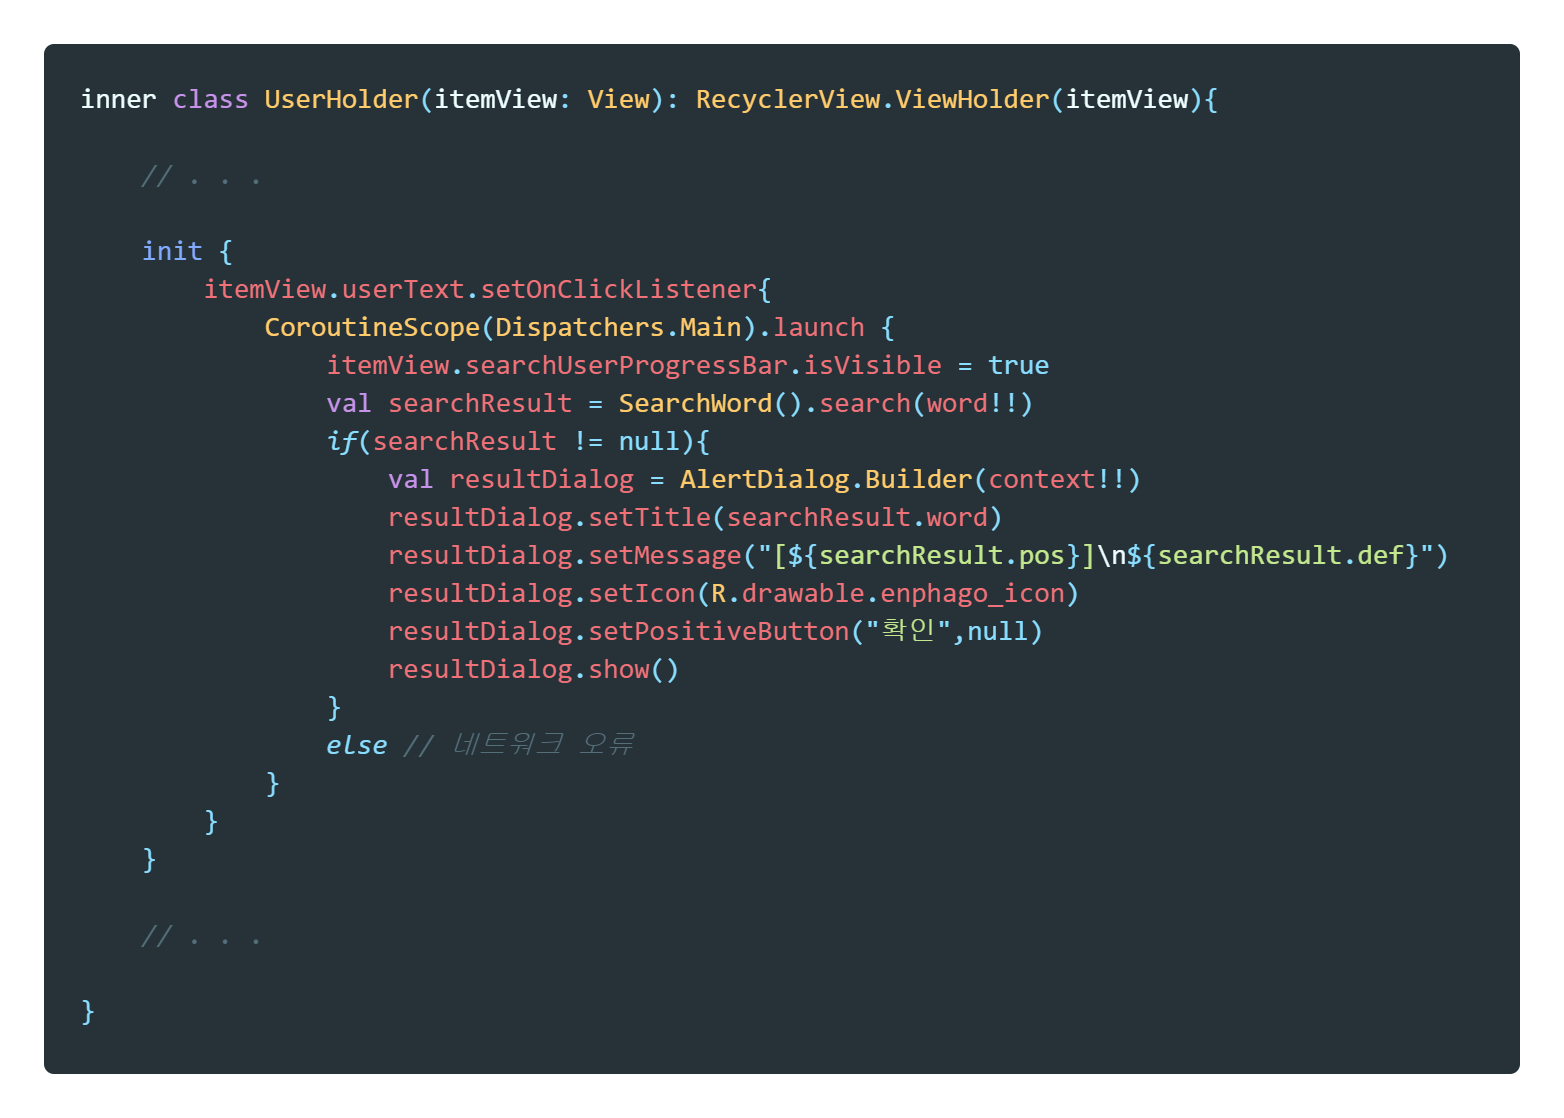 inner class UserHolder(itemView: View): RecyclerView.ViewHolder(itemView){
// . . .
init {
itemView.userText.setOnClickListener{
CoroutineScope(Dispatchers.Main).launch {
itemView.searchUserProgressBar.isVisible = true
val searchResult = SearchWord().search(word!!)
if(searchResult != null){
val resultDialog = AlertDialog.Builder(context!!)
resultDialog.setTitle(searchResult.word)
resultDialog.setMessage("[${searchResult.pos}]\n${searchResult.def}")
resultDialog.setIcon(R.drawable.enphago_icon)
resultDialog.setPositiveButton("확인",null)
resultDialog.show()
}
else // 네트워크 오류
}
}
}
// . . .
}